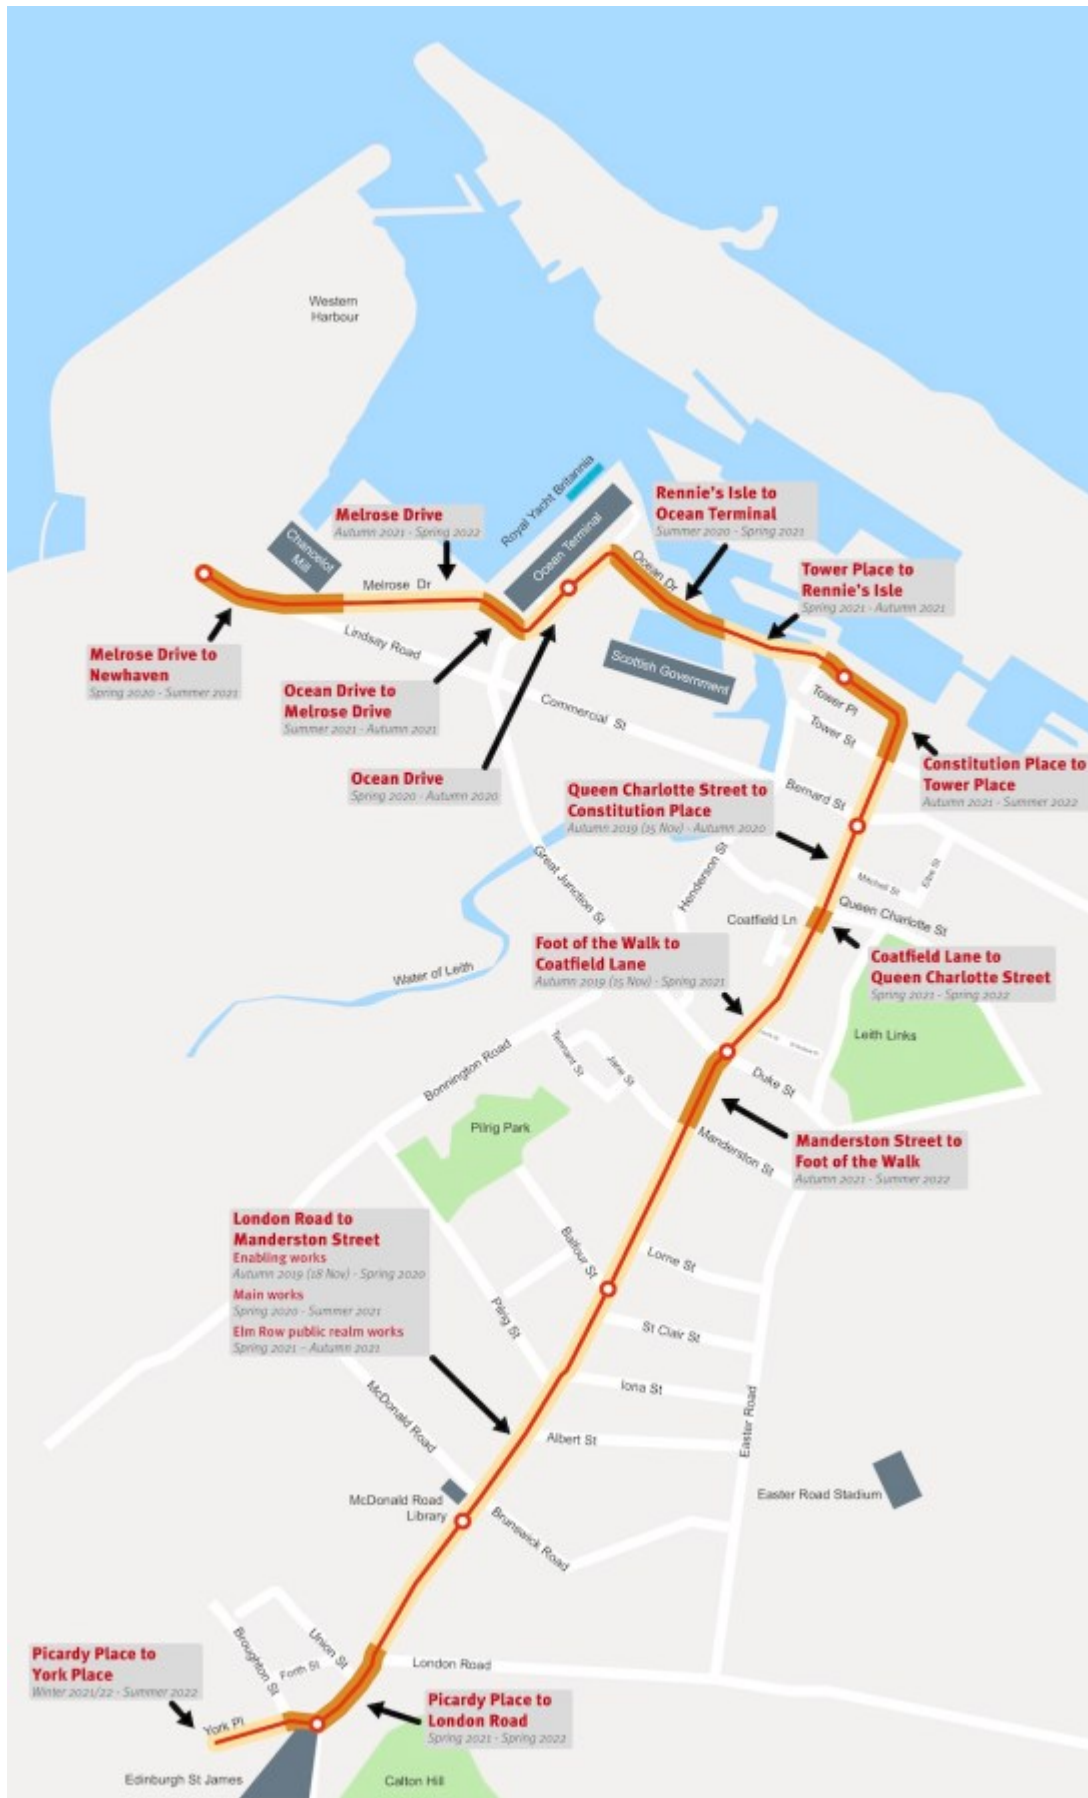 Western
Harbour
Royal Yacht Britannia
Ocean Terminal
Rennie's Isle to
Ocean Terminal
Summer 2020 - Spring 2021
Melrose Drive
Autumn 2021 - Spring 2022
Chancelot
Mill
Melrose Dr
Ocean Dr
Tower Place to
Rennie's Isle
Spring 2021 - Autumn 2021
Lindsay Road
Melrose Drive to
Newhaven
Spring 2020 - Summer 2021
Scottish Government
Ocean Drive to
Melrose Drive
Summer 2021 - Autumn 2021
Commercial St
Tower Pl
Tower St
Ocean Drive
Spring 2020 - Autumn 2020
Constitution Place to
Tower Place
Autumn 2021 - Summer 2022
Queen Charlotte Street to
Constitution Place
Autumn 2019 (15 Nov) - Autumn 2020
Bernard St
Great Junction St
Henderson St
Mitchell St
Elbe St
Coatfield Ln
Queen Charlotte St
Foot of the Walk to
Coatfield Lane
Autumn 2019 (15 Nov) - Spring 2021
Coatfield Lane to
Queen Charlotte Street
Spring 2021 - Spring 2022
Water of Leith
Leith Links
Bonnington Road
Tennant St
Jane St
Duke St
Pilrig Park
Manderston St
Manderston Street to
Foot of the Walk
Autumn 2021 - Summer 2022
London Road to
Manderston Street
Enabling works
Autumn 2019 (18 Nov) - Spring 2020
Main works
Spring 2020 - Summer 2021
Elm Row public realm works
Spring 2021 – Autumn 2021
Balfour St
Lorne St
Pilrig St
St Clair St
Iona St
McDonald Road
Albert St
Easter Road
Easter Road Stadium
McDonald Road
Library
Brunswick Road
Picardy Place to
York Place
Winter 2021/22 - Summer 2022
Broughton St
Union St
Forth St
London Road
York Pl
Picardy Place to
London Road
Spring 2021 - Spring 2022
Edinburgh St James
Calton Hill